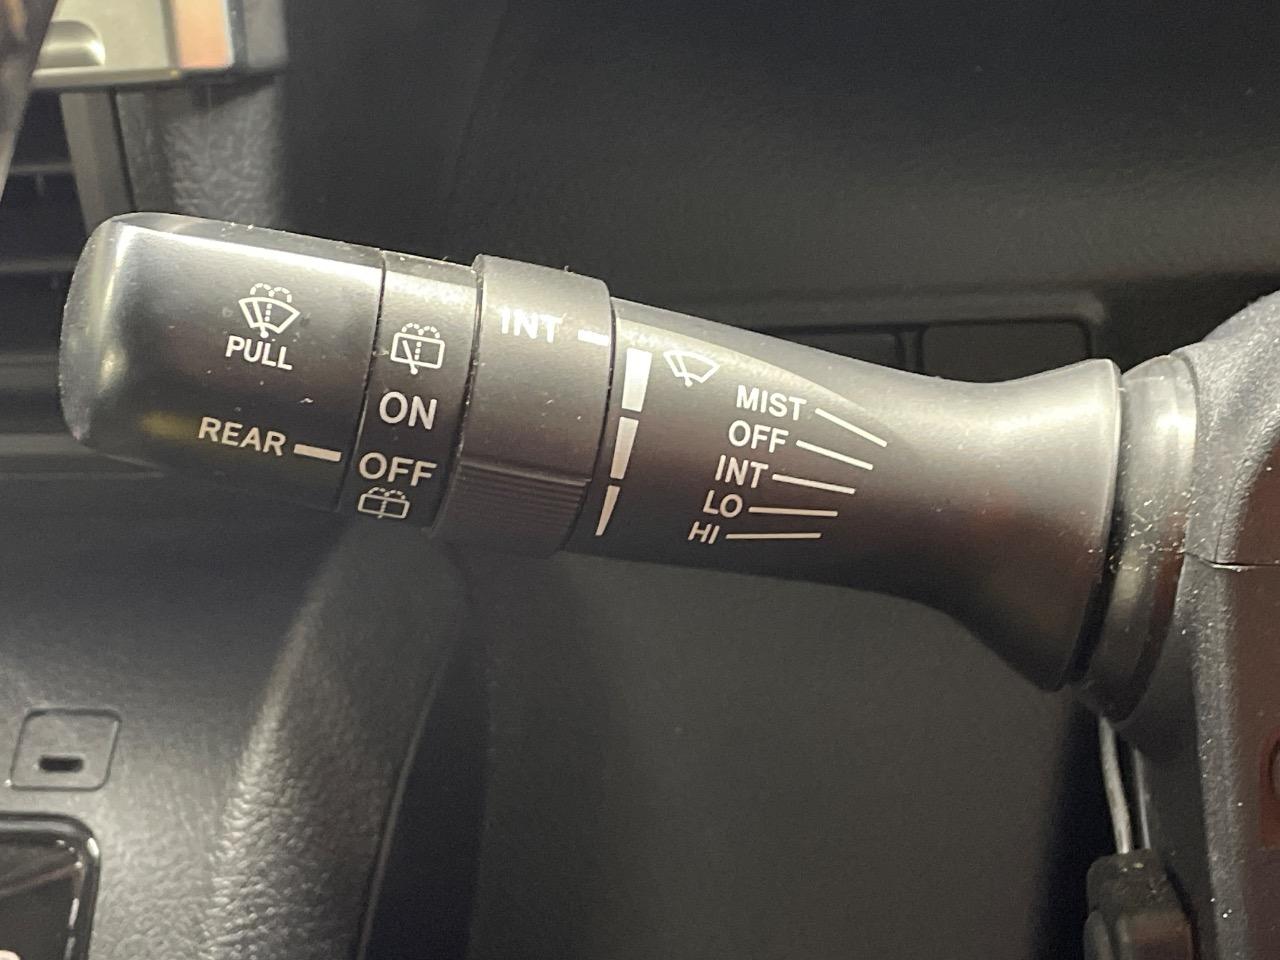 PULL
REAR
ON
OFF
INT
MIST
OFF
INT
LO
HI